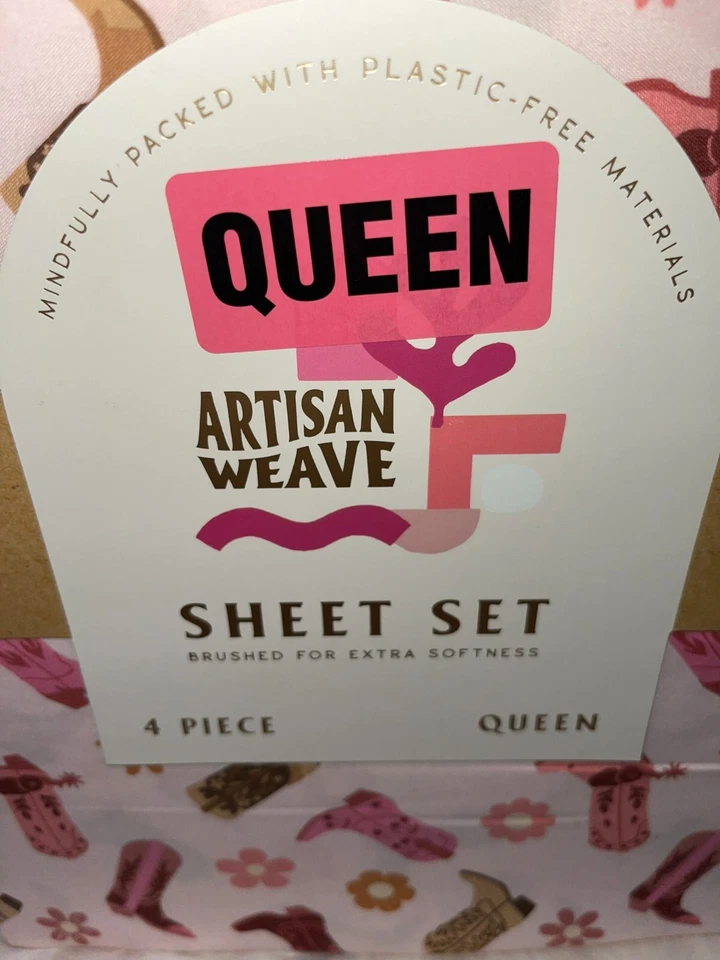 MINDFULLY PACKED WITH PLASTIC-FREE MATERIALS
QUEEN
ARTISAN
WEAVE
SHEET SET
BRUSHED FOR EXTRA SOFTNESS
4 PIECE QUEEN